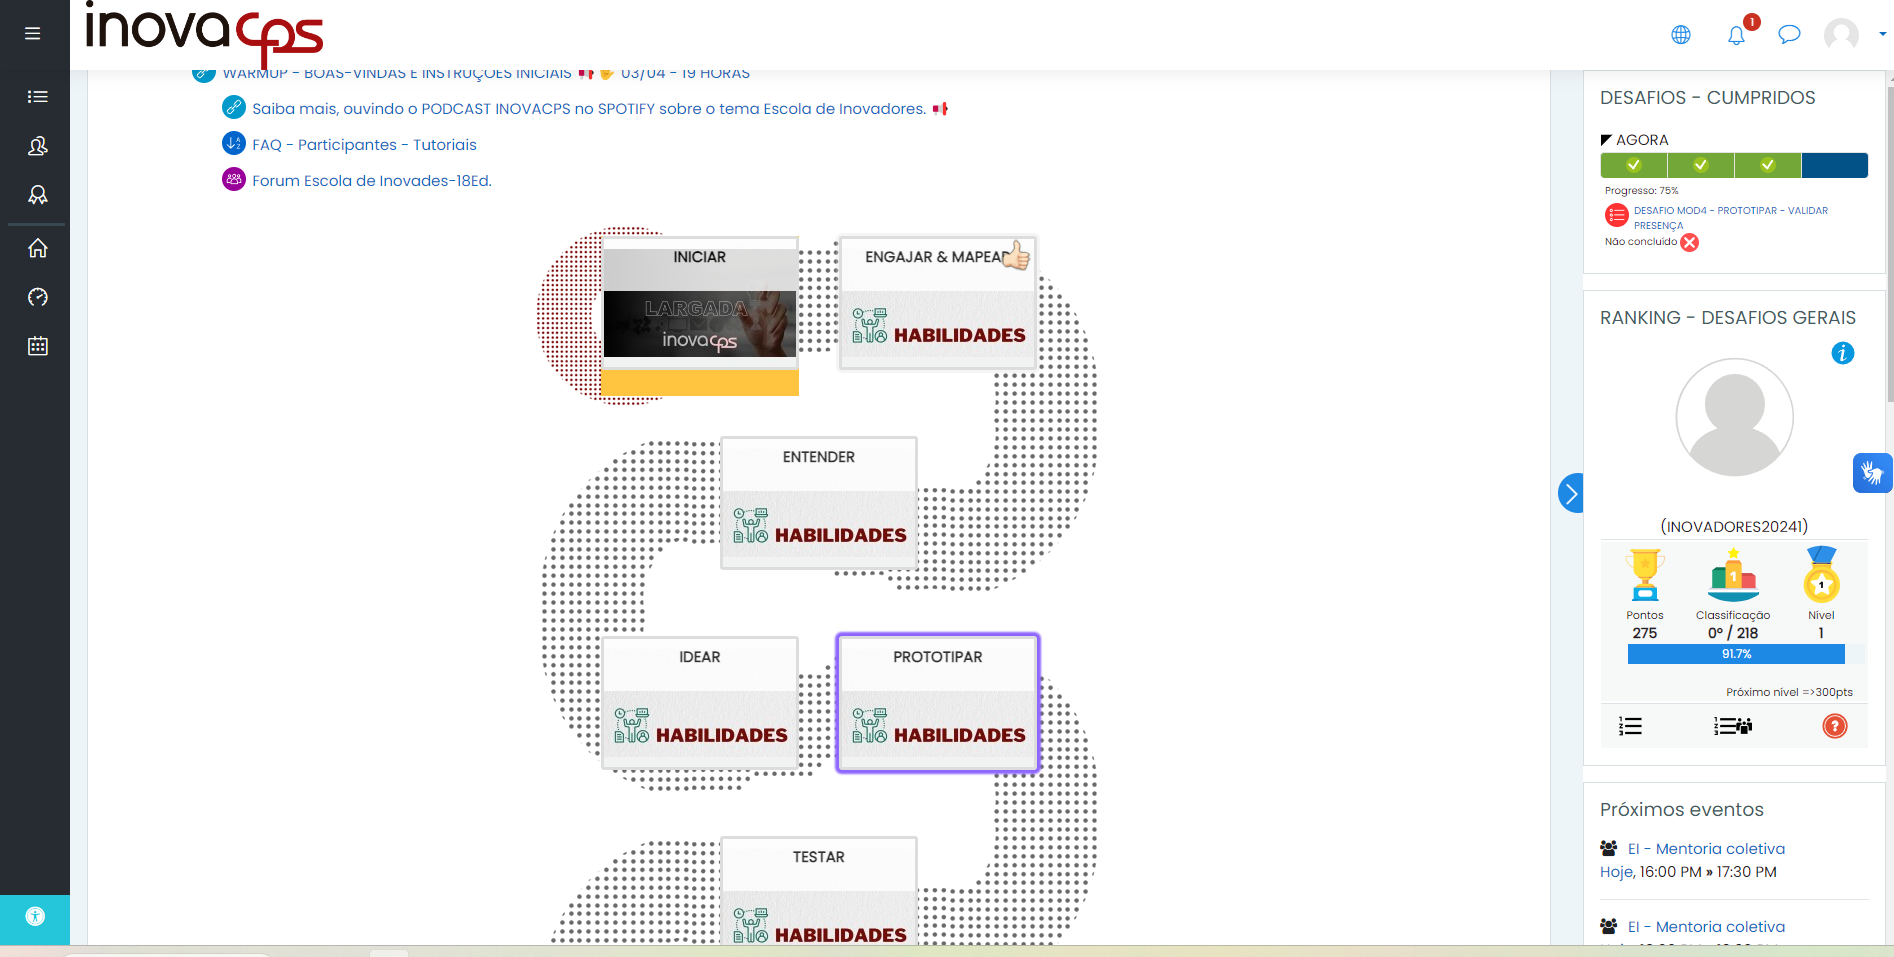 inovacps
1
WARMUP - BOAS-VINDAS E INSTRUÇÕES INICIAIS 03/04 - 19 HORAS
Saiba mais, ouvindo o PODCAST INOVACPS no SPOTIFY sobre o tema Escola de Inovadores.
FAQ - Participantes - Tutoriais
Forum Escola de Inovades-18Ed.
INICIAR
LARGADA
inovacps
ENGAJAR & MAPEAR
HABILIDADES
ENTENDER
HABILIDADES
IDEAR
HABILIDADES
PROTOTIPAR
HABILIDADES
TESTAR
HABILIDADES
DESAFIOS - CUMPRIDOS
AGORA
Progresso: 75%
DESAFIO MOD4 - PROTOTIPAR - VALIDAR
PRESENÇA
Não concluído
RANKING - DESAFIOS GERAIS
(INOVADORES20241)
1
1
Pontos Classificação Nível
275 0º / 218 1
91.7%
Próximo nível =>300pts
Próximos eventos
EI - Mentoria coletiva
Hoje, 16:00 PM » 17:30 PM
EI - Mentoria coletiva